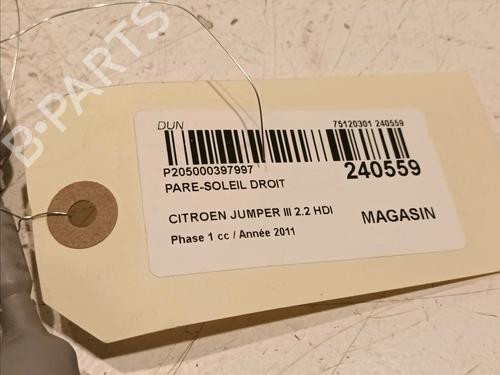 B-PARTS
DUN 75120301 240559
P205000397997 240559
PARE-SOLEIL DROIT
CITROEN JUMPER III 2.2 HDI MAGASIN
Phase 1 cc / Année 2011